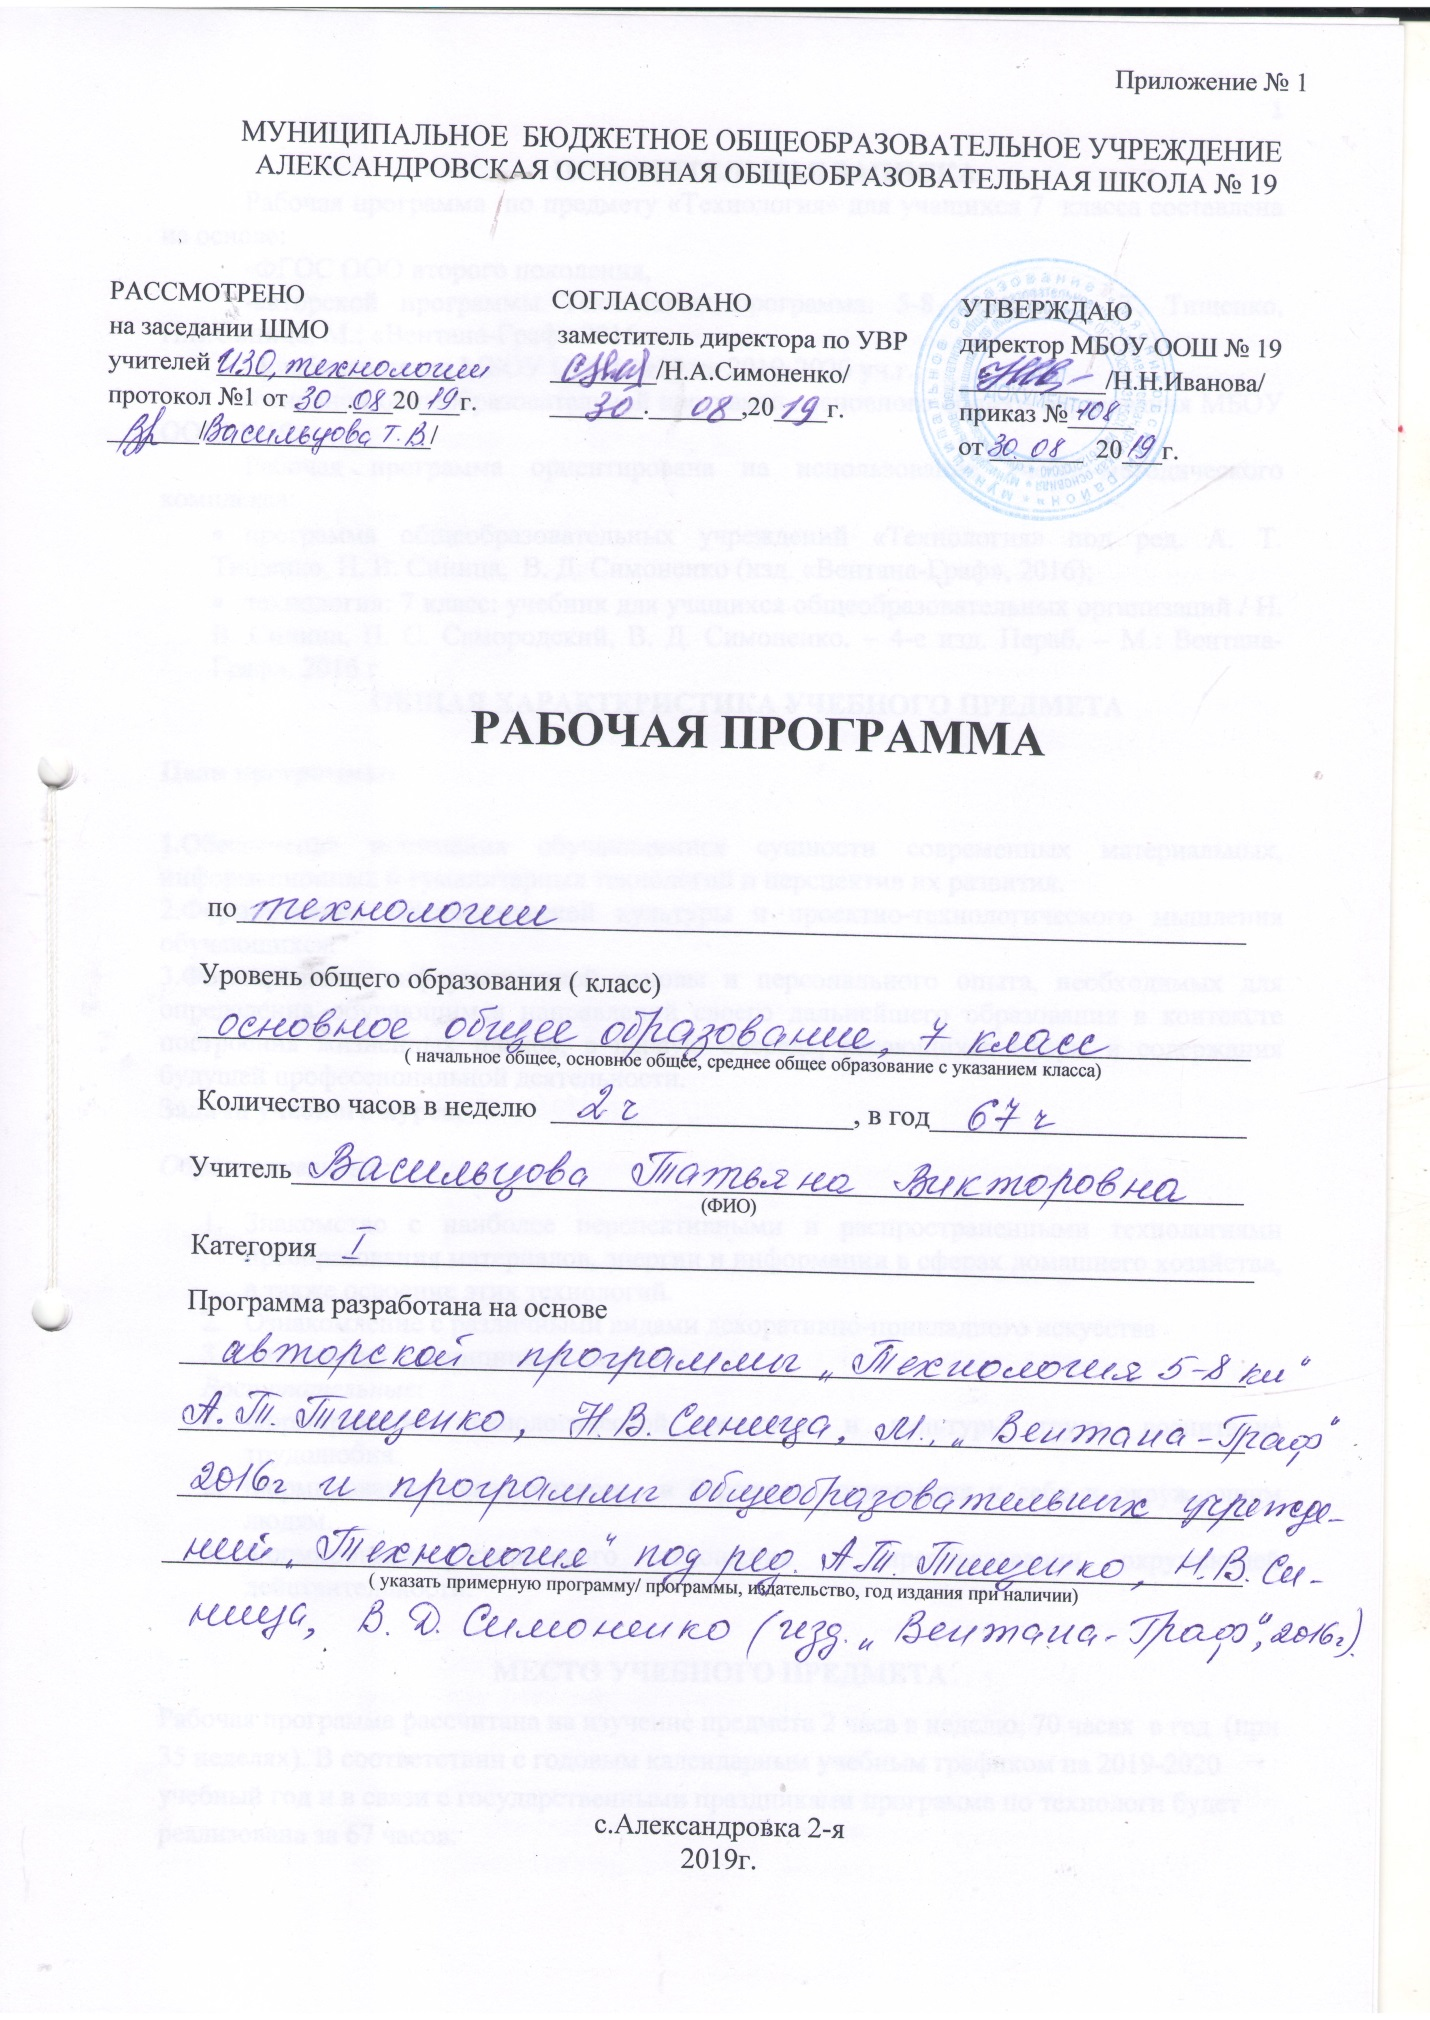 Приложение № 1
МУНИЦИПАЛЬНОЕ БЮДЖЕТНОЕ ОБЩЕОБРАЗОВАТЕЛЬНОЕ УЧРЕЖДЕНИЕ
АЛЕКСАНДРОВСКАЯ ОСНОВНАЯ ОБЩЕОБРАЗОВАТЕЛЬНАЯ ШКОЛА № 19
РАССМОТРЕНО
на заседании ШМО
учителей ИЗО, технологии
протокол №1 от 30.08 2019г.
/Васильцова Т.В./
СОГЛАСОВАНО
заместитель директора по УВР
/Н.А.Симоненко/
30.08,2019 г.
УТВЕРЖДАЮ
директор МБОУ ООШ № 19
/Н.Н.Иванова/
приказ № 108
от 30.08 2019г.
РАБОЧАЯ ПРОГРАММА
по технологии
Уровень общего образования ( класс)
основное общее образование, 7 класс
( начальное общее, основное общее, среднее общее образование с указанием класса)
Количество часов в неделю 2 ч, в год 67 ч
Учитель Васильцова Татьяна Викторовна
(ФИО)
Категория I
Программа разработана на основе
авторской программы „Технология 5-8 кл“
А.Т. Тищенко, Н.В. Синица, М., „Вентана-Граф“
2016г и программы общеобразовательных учрежде-
ний „Технология“ под ред. А.Т. Тищенко, Н.В. Си-
( указать примерную программу/ программы, издательство, год издания при наличии)
ница, В.Д. Симоненко (изд. „Вентана-Граф“, 2016г).
с.Александровка 2-я
2019г.